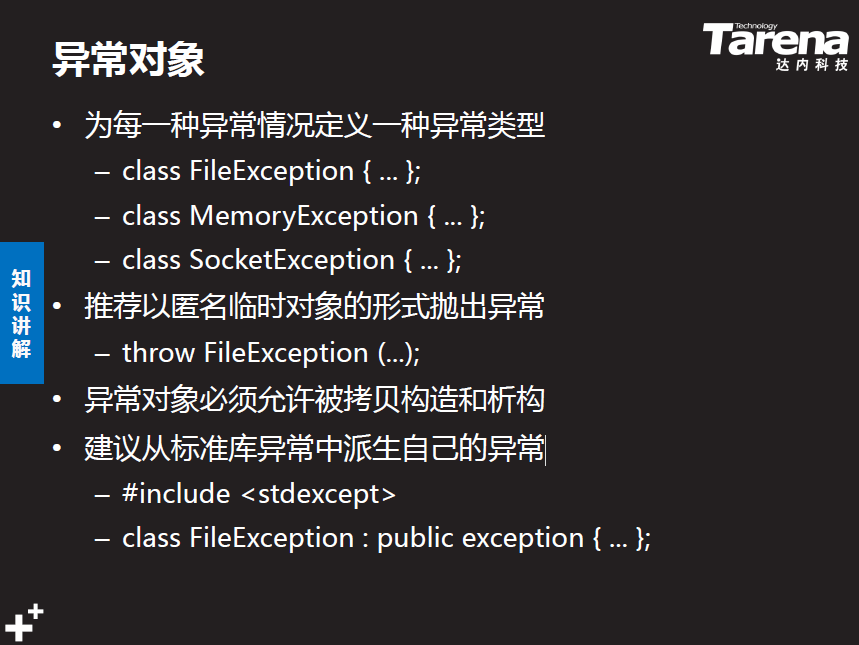 Technology
Tarena
达内科技
异常对象
• 为每一种异常情况定义一种异常类型
– class FileException { ... };
– class MemoryException { ... };
– class SocketException { ... };
• 推荐以匿名临时对象的形式抛出异常
– throw FileException (...);
• 异常对象必须允许被拷贝构造和析构
• 建议从标准库异常中派生自己的异常
– #include <stdexcept>
– class FileException : public exception { ... };
知识讲解